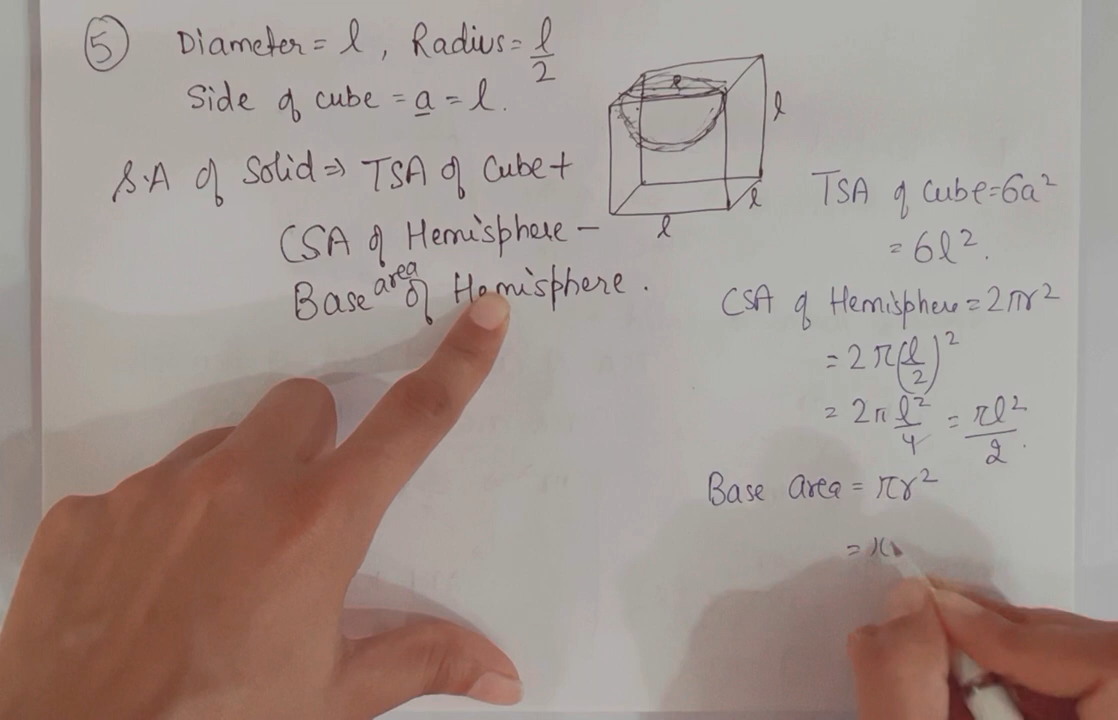 ⑤ Diameter = l, Radius = l/2
Side of cube = a = l.
S.A of Solid ⇒ TSA of Cube +
CSA of Hemisphere -
Base area of Hemisphere.
l
l
l
l
TSA of Cube = 6a²
= 6l².
CSA of Hemisphere = 2πr²
= 2π(l/2)²
= 2π l²/4 = πl²/2.
Base area = πr²
= π